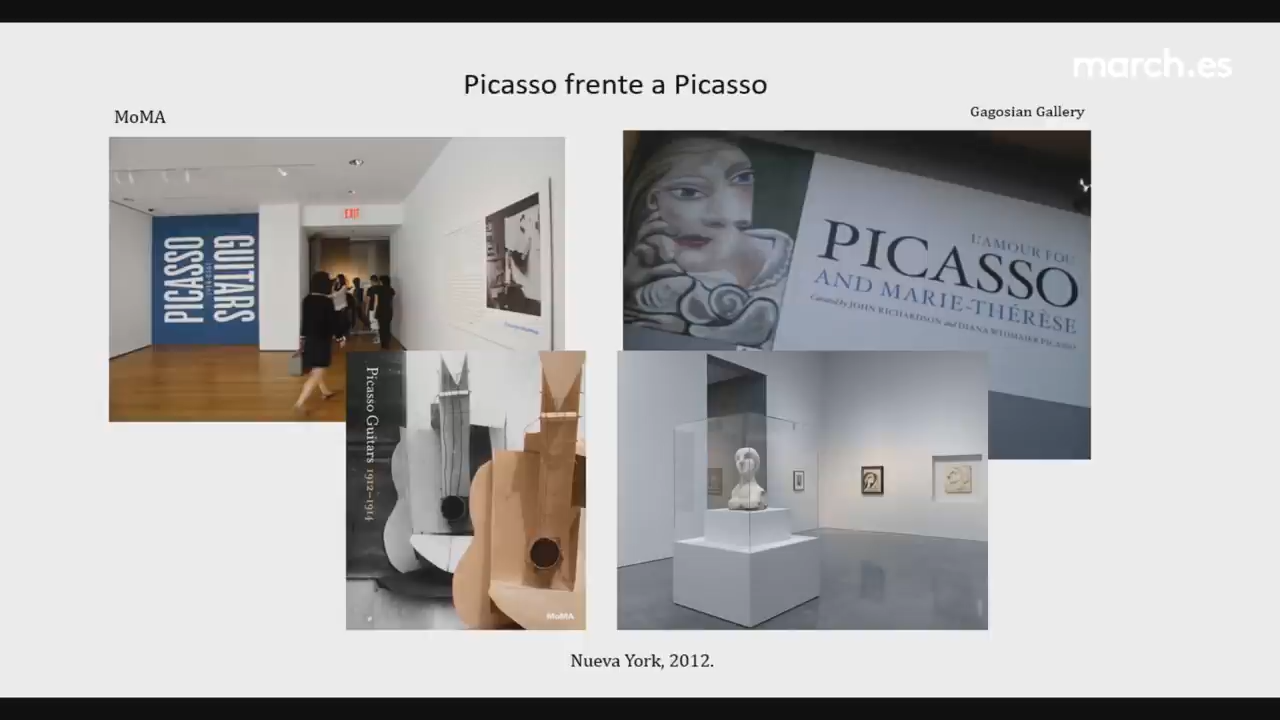 march.es
Picasso frente a Picasso
MoMA
Gagosian Gallery
EXIT
PICASSO
GUITARS
L'AMOUR FOU
PICASSO
AND MARIE-THÉRÈSE
Curated by JOHN RICHARDSON and DIANA WIDMAIER PICASSO
Picasso Guitars 1912–1914
MoMA
Nueva York, 2012.